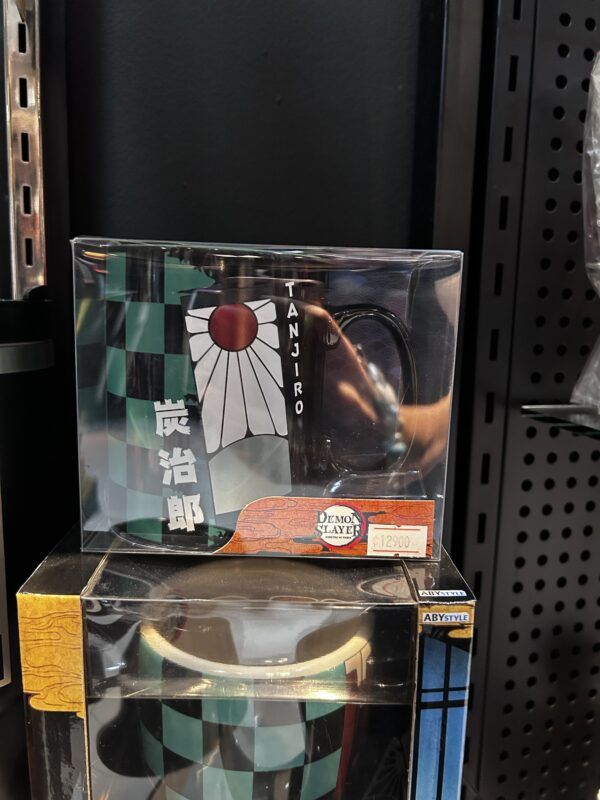 TANJIRO
炭治郎
DEMON
SLAYER
¢12900
ABYSTYLE
ABYSTYLE